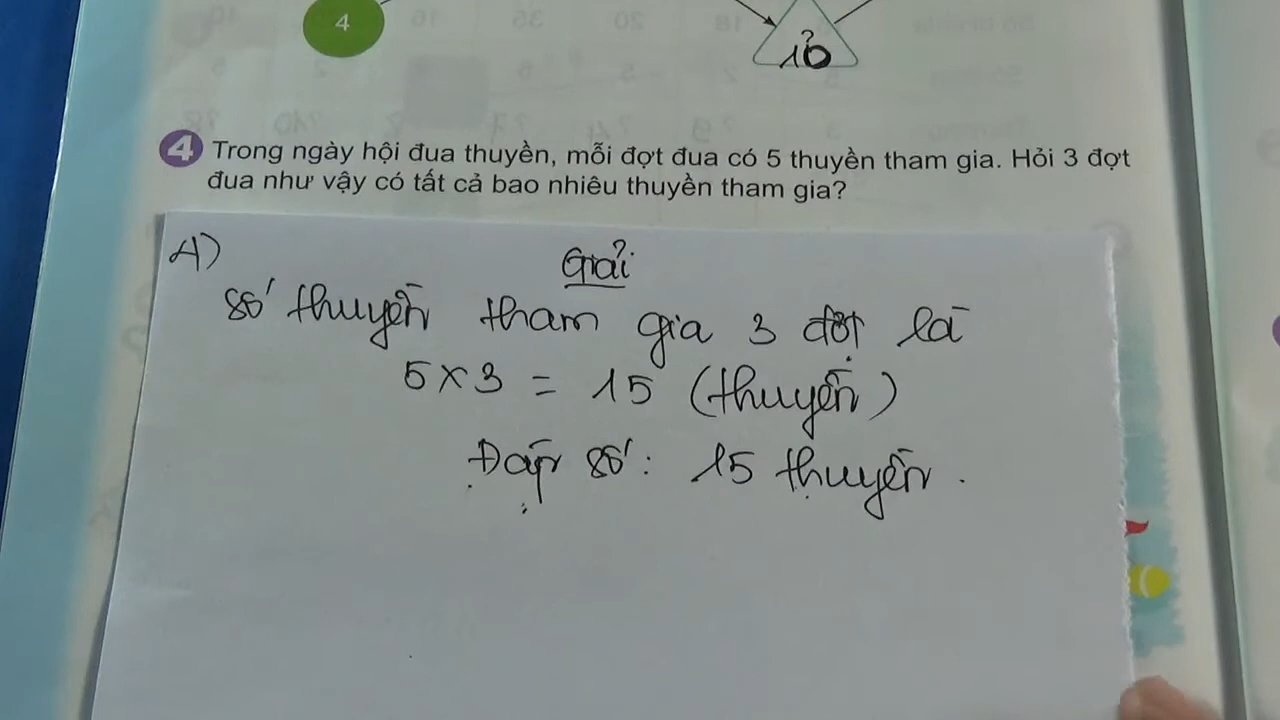 4
10
4 Trong ngày hội đua thuyền, mỗi đợt đua có 5 thuyền tham gia. Hỏi 3 đợt
đua như vậy có tất cả bao nhiêu thuyền tham gia?
4) Giải
Số thuyền tham gia 3 đợt là
5 x 3 = 15 (thuyền)
Đáp số: 15 thuyền.